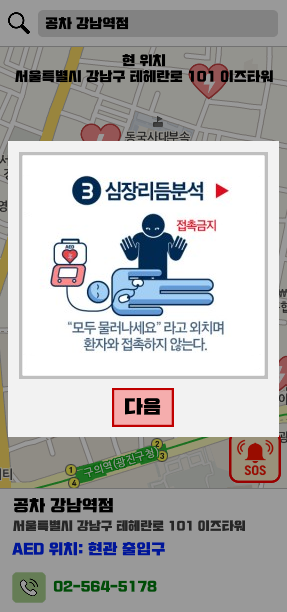 공차 강남역점
현 위치
서울특별시 강남구 테헤란로 101 이즈타워
동국사대부속
3 심장리듬분석
접촉금지
AED
"모두 물러나세요" 라고 외치며
환자와 접촉하지 않는다.
다음
구의역(광진구청)
2
2
1
4
티
SOS
공차 강남역점
서울특별시 강남구 테헤란로 101 이즈타워
AED 위치: 현관 출입구
02-564-5178